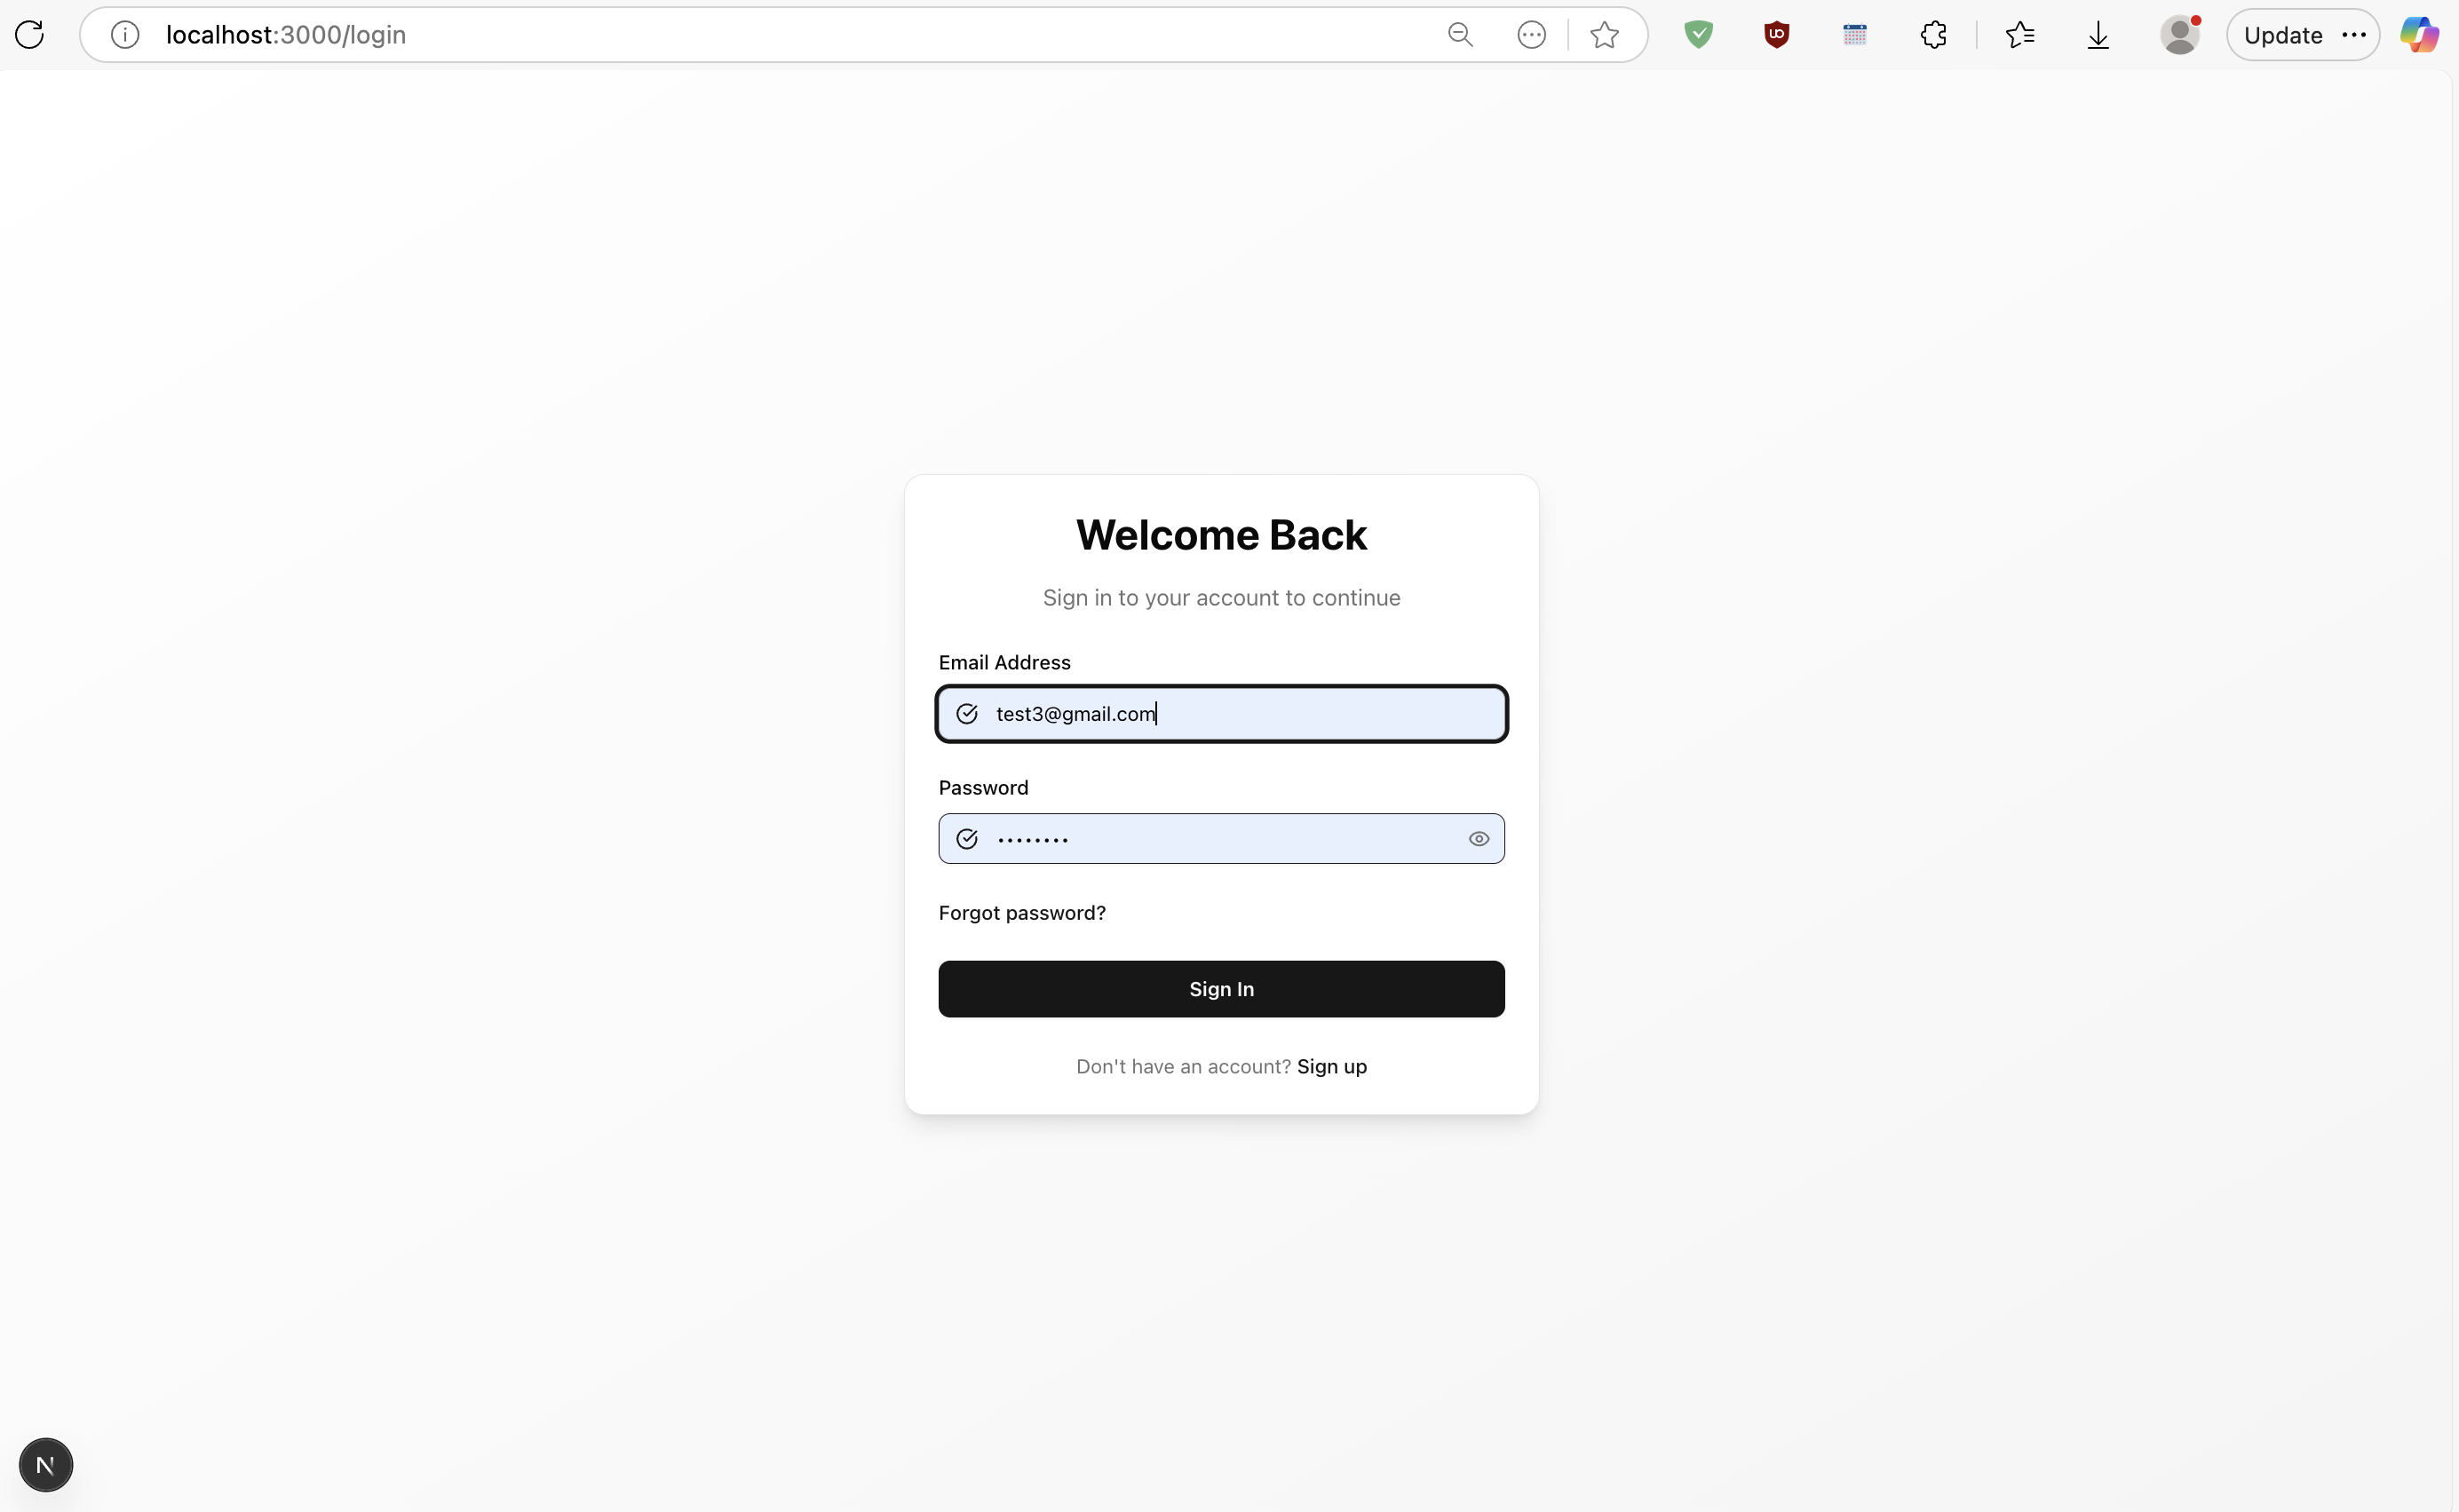 localhost:3000/login
Update
Welcome Back
Sign in to your account to continue
Email Address
test3@gmail.com
Password
••••••••
Forgot password?
Sign In
Don't have an account? Sign up
N